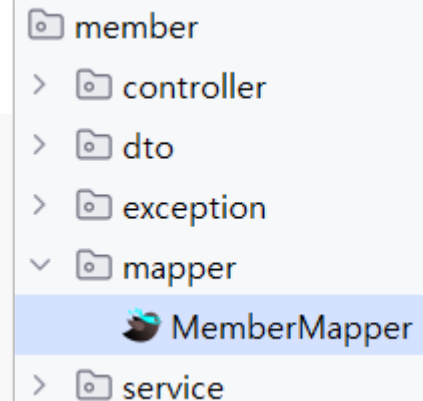 member
controller
dto
exception
mapper
MemberMapper
service